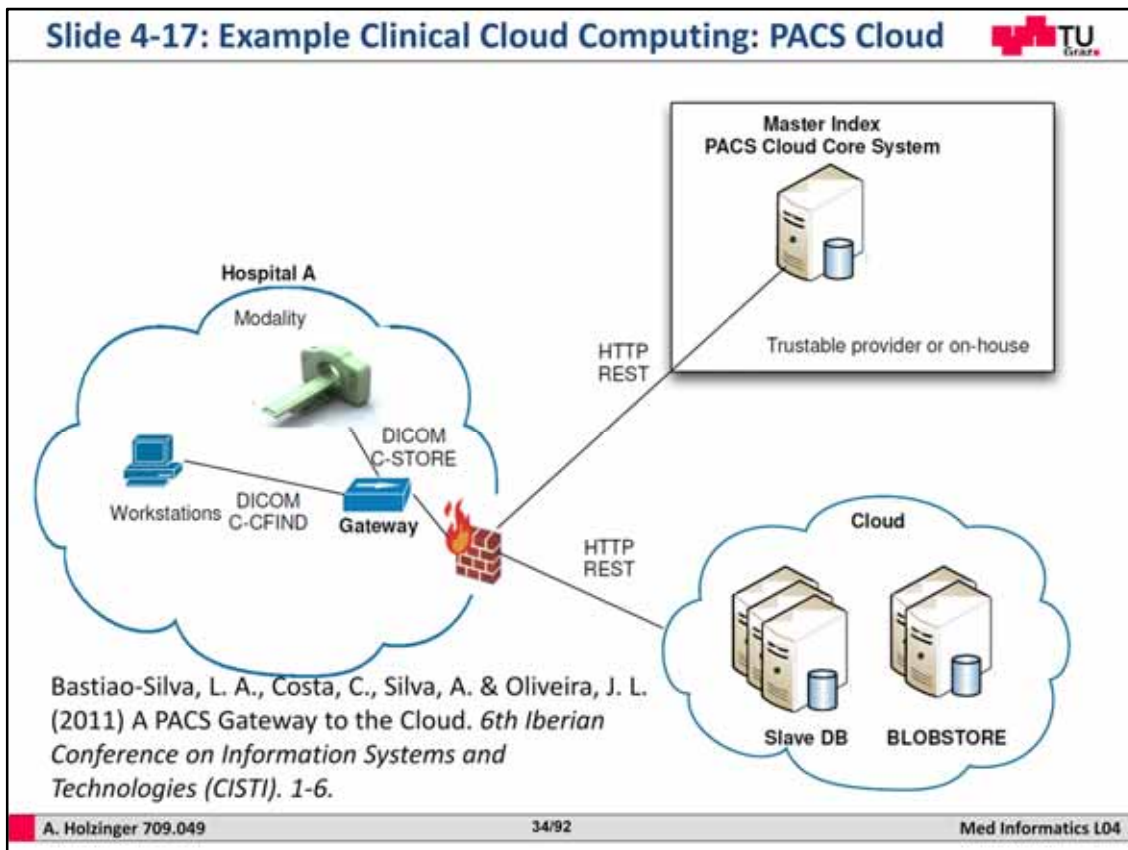 Slide 4-17: Example Clinical Cloud Computing: PACS Cloud
TU
Graz
Master Index
PACS Cloud Core System
Trustable provider or on-house
Hospital A
Modality
HTTP
REST
DICOM
C-STORE
Workstations
DICOM
C-CFIND
Gateway
HTTP
REST
Cloud
Slave DB
BLOBSTORE
Bastiao-Silva, L. A., Costa, C., Silva, A. & Oliveira, J. L.
(2011) A PACS Gateway to the Cloud. 6th Iberian
Conference on Information Systems and
Technologies (CISTI). 1-6.
A. Holzinger 709.049
34/92
Med Informatics L04